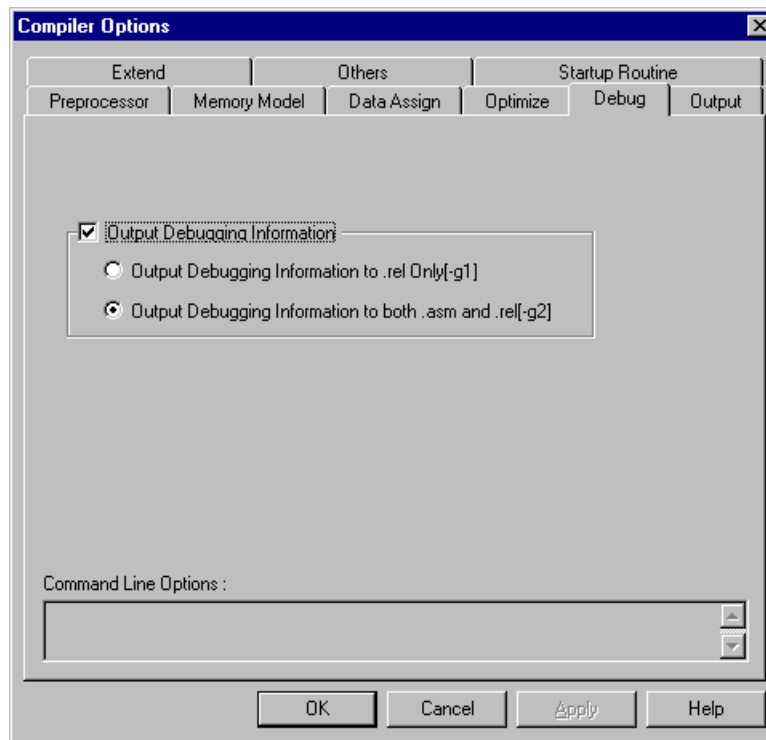 Compiler Options
Extend Others Startup Routine
Preprocessor Memory Model Data Assign Optimize Debug Output
Output Debugging Information
Output Debugging Information to .rel Only[-g1]
Output Debugging Information to both .asm and .rel[-g2]
Command Line Options :
OK Cancel Apply Help